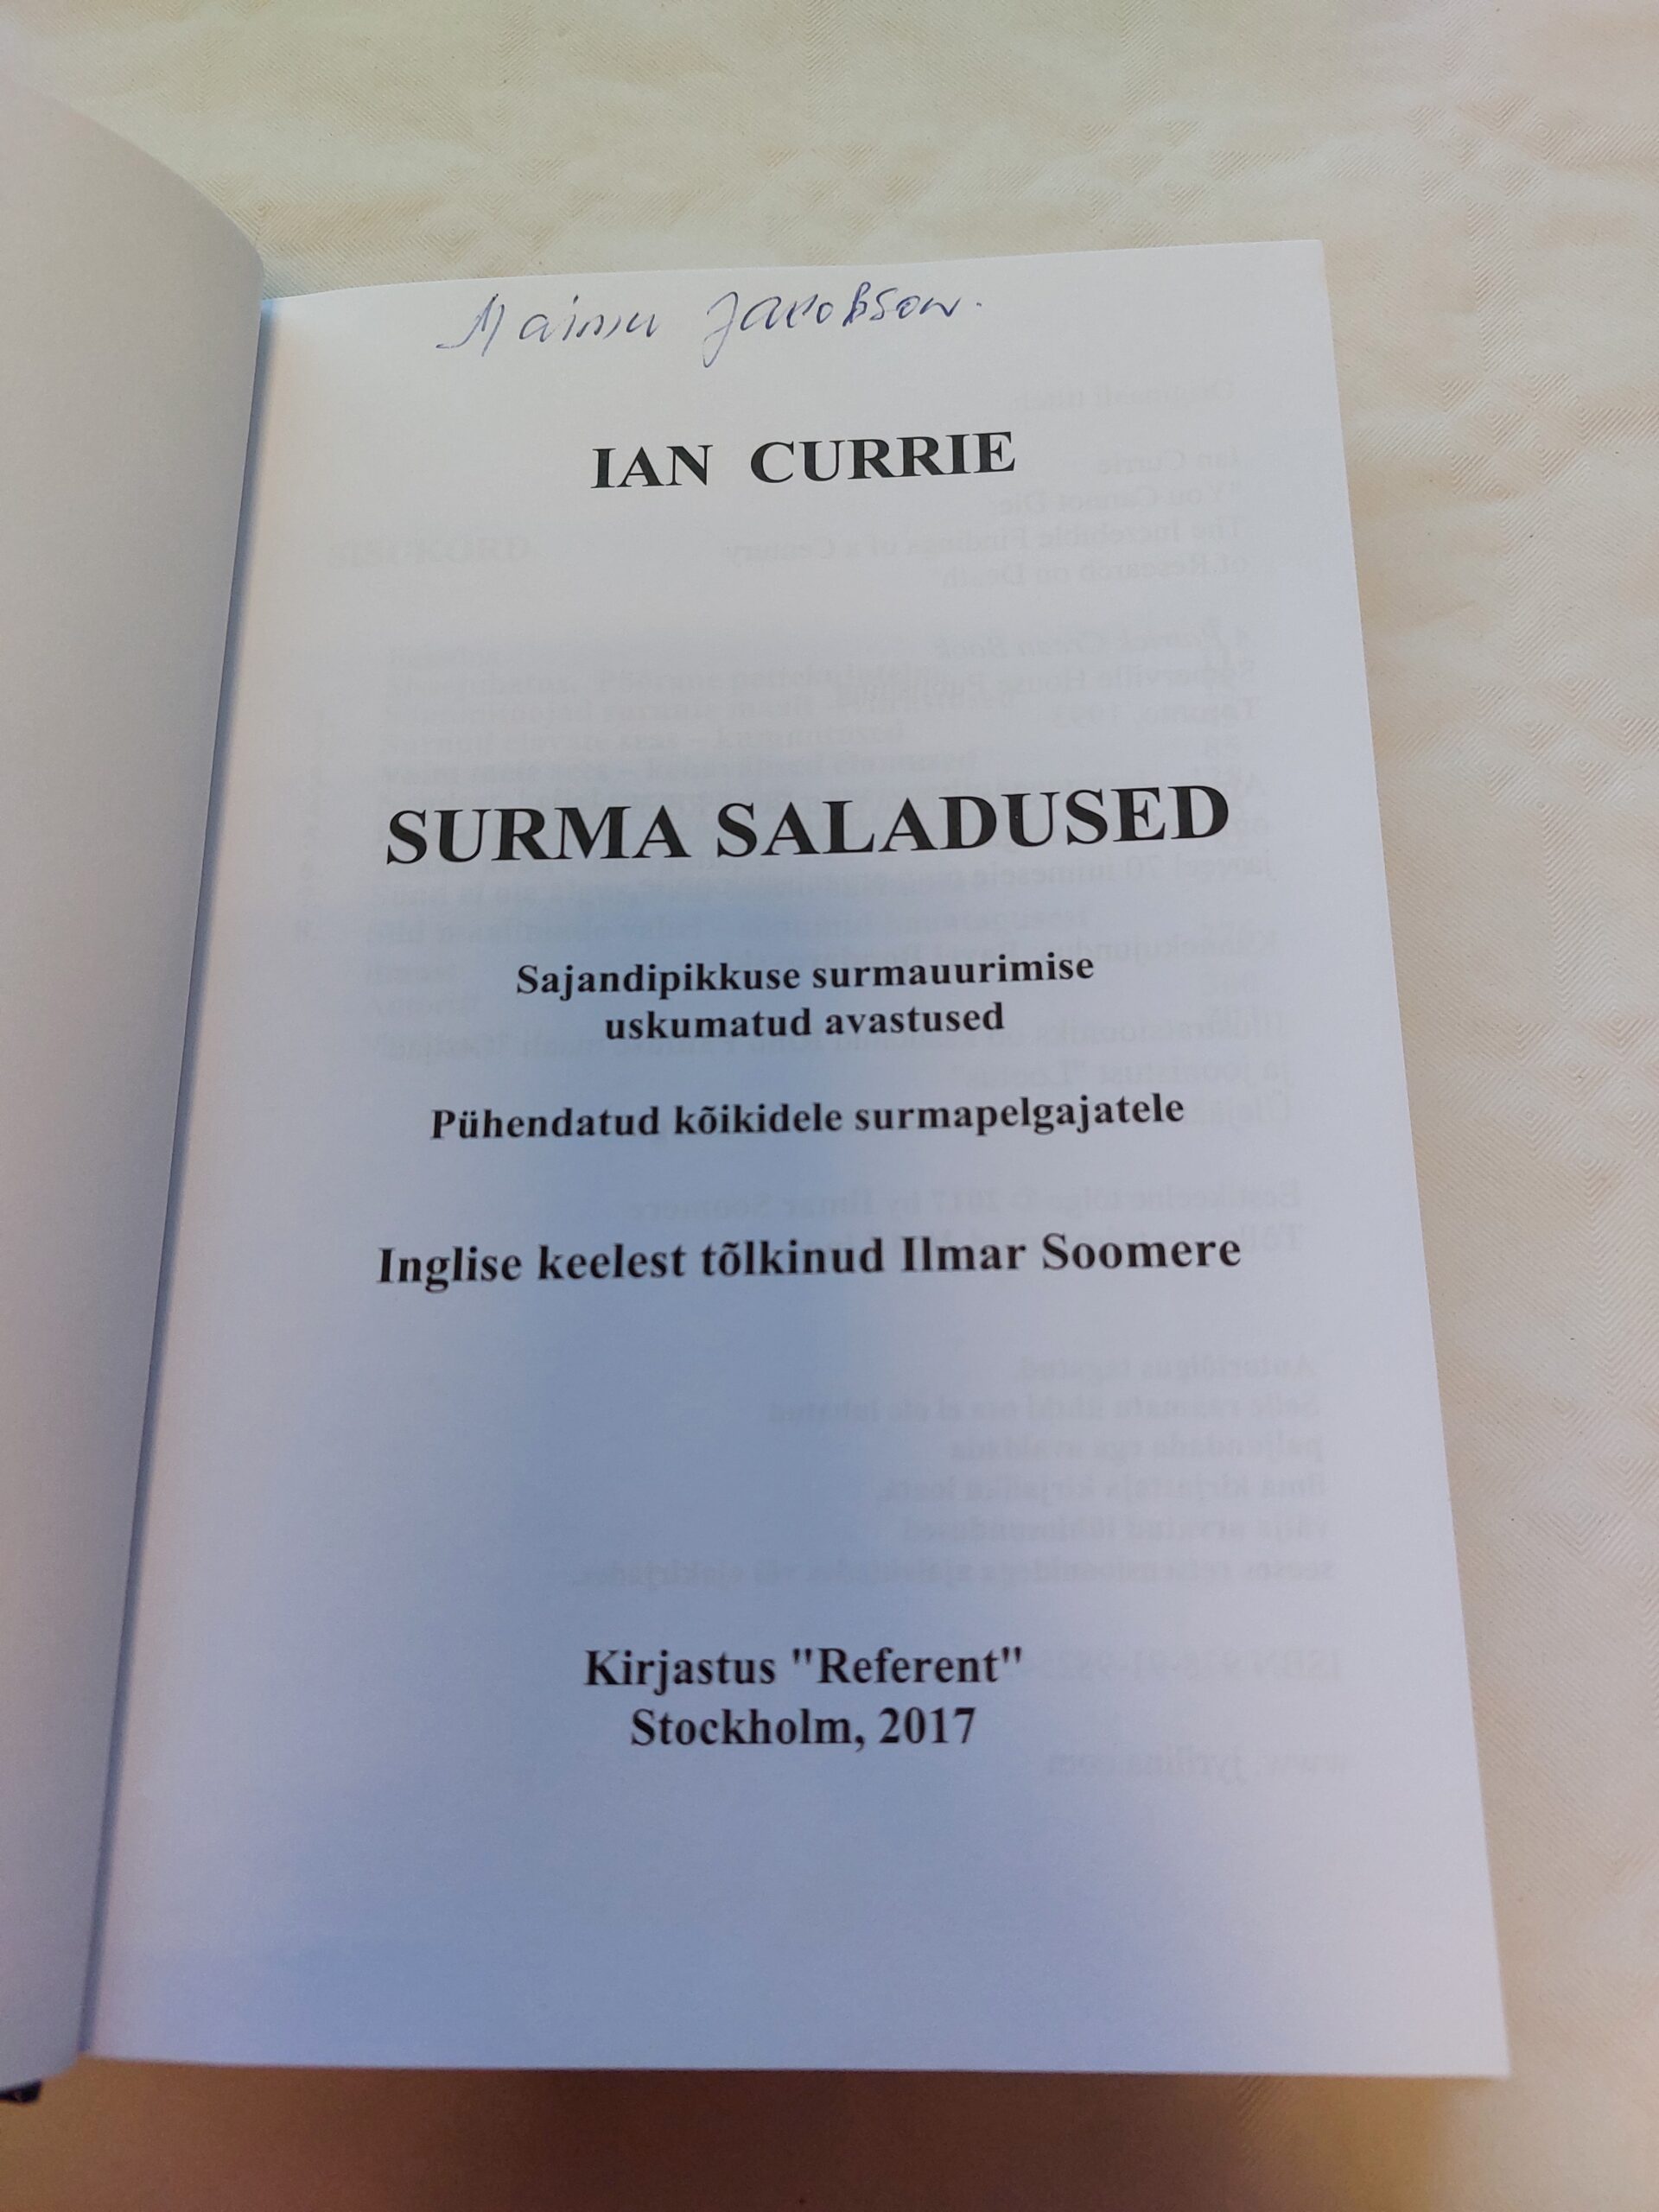 Maimu Jacobson.
IAN CURRIE
SURMA SALADUSED
Sajandipikkuse surmauurimise
uskumatud avastused
Pühendatud kõikidele surmapelgajatele
Inglise keelest tõlkinud Ilmar Soomere
Kirjastus "Referent"
Stockholm, 2017